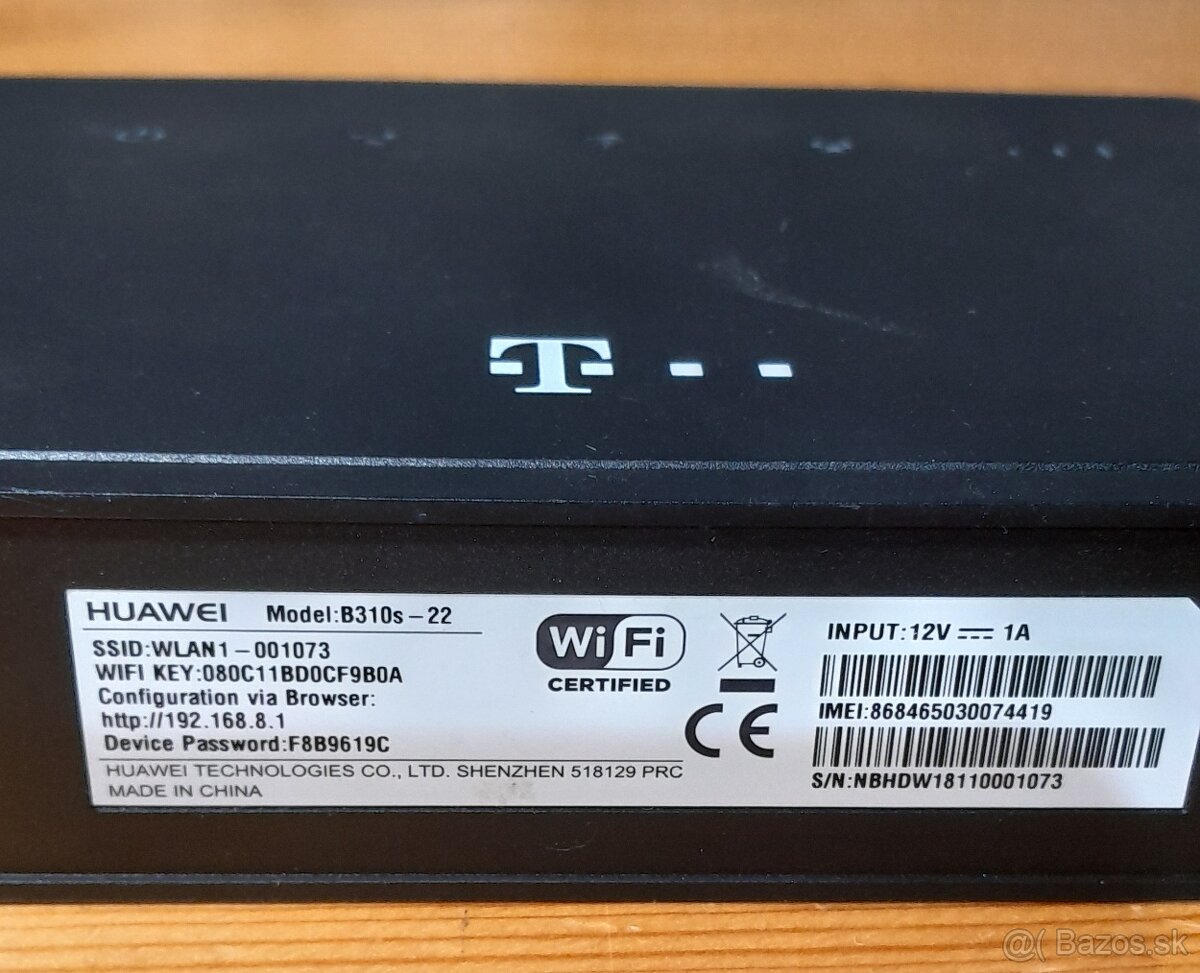 T
HUAWEI Model:B310s-22
SSID:WLAN1-001073
WIFI KEY:080C11BD0CF9B0A
Configuration via Browser:
http://192.168.8.1
Device Password:F8B9619C
HUAWEI TECHNOLOGIES CO., LTD. SHENZHEN 518129 PRC
MADE IN CHINA
WiFi
CERTIFIED
CE
INPUT:12V 1A
IMEI:868465030074419
S/N:NBHDW18110001073
@( Bazos.sk